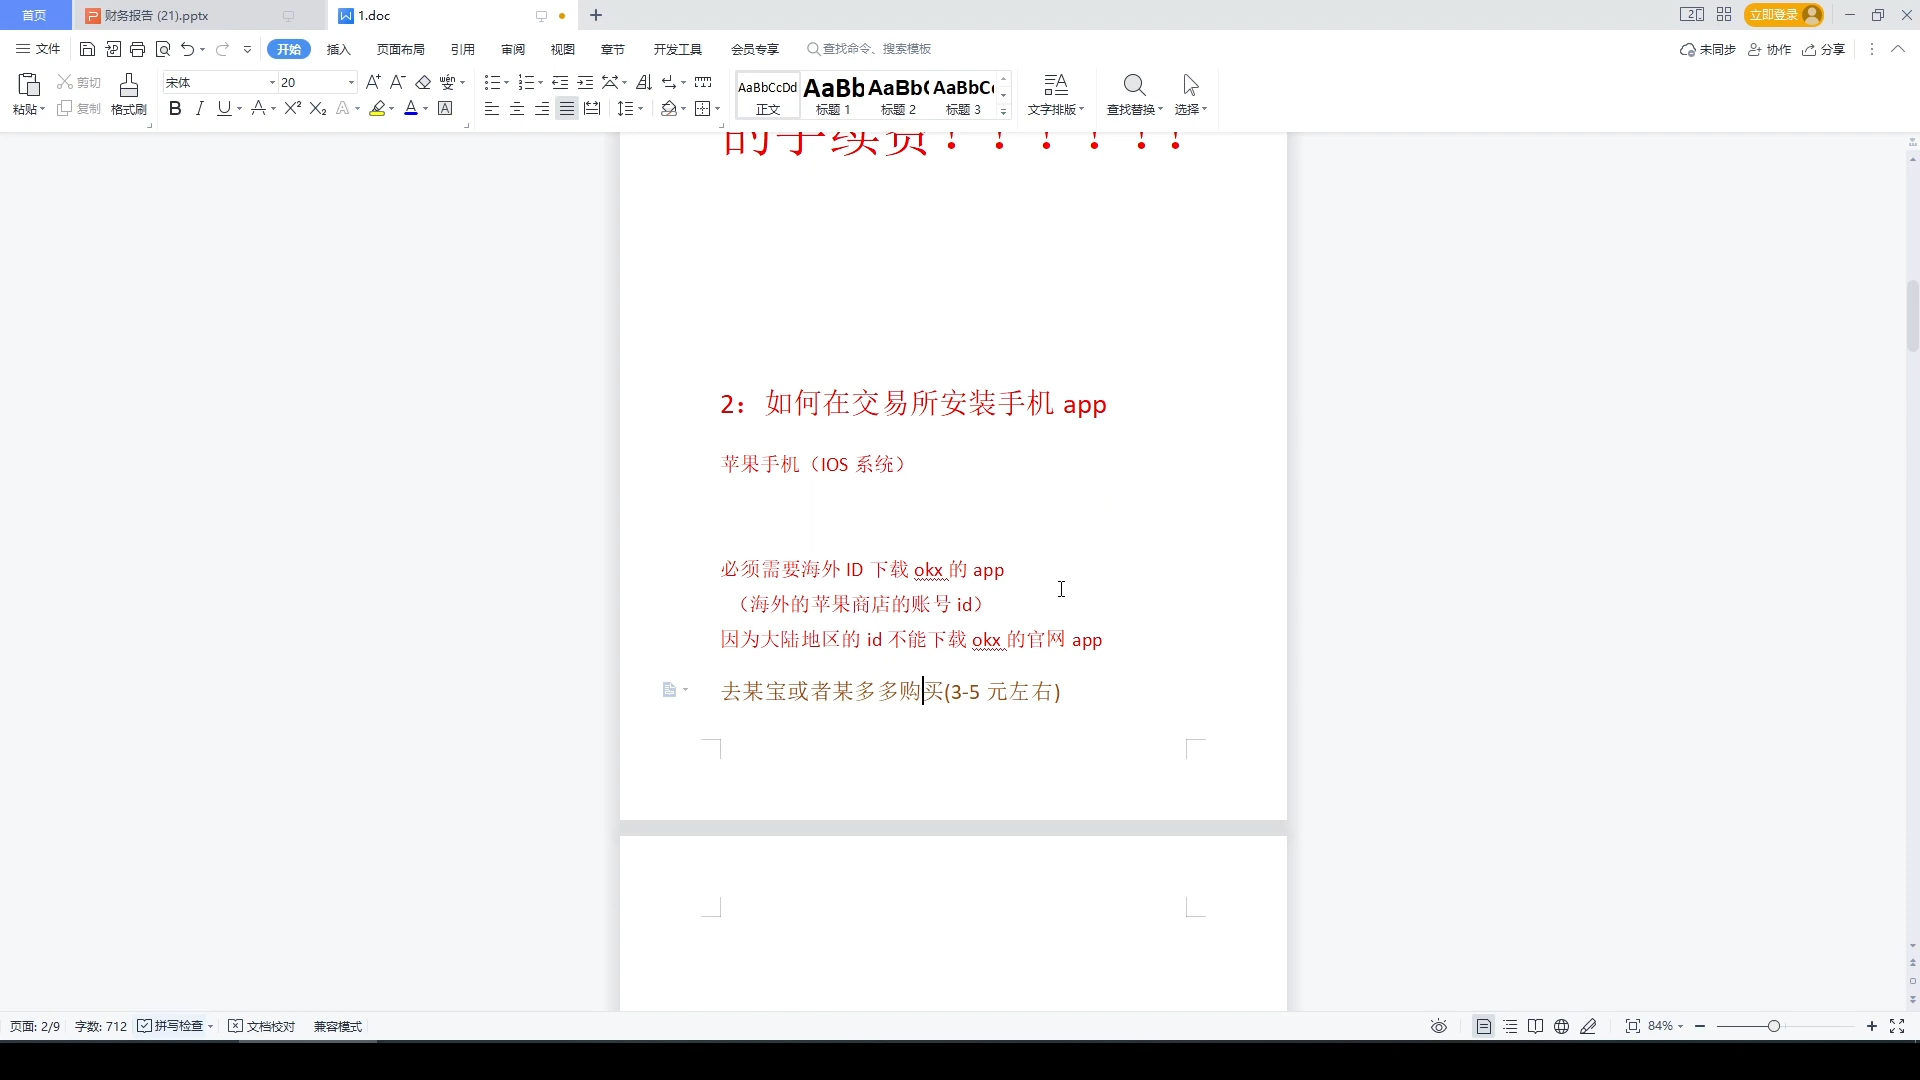 首页
财务报告 (21).pptx
1.doc
立即登录
文件
开始
插入
页面布局
引用
审阅
视图
章节
开发工具
会员专享
查找命令、搜索模板
未同步
协作
分享
粘贴
剪切
复制
格式刷
宋体
20
AaBbCcDd
正文
AaBb
标题 1
AaBb(
标题 2
AaBbC
标题 3
文字排版
查找替换
选择
的手续费！！！！！！
2：如何在交易所安装手机 app
苹果手机（IOS 系统）
必须需要海外 ID 下载 okx 的 app
（海外的苹果商店的账号 id）
因为大陆地区的 id 不能下载 okx 的官网 app
去某宝或者某多多购买(3-5 元左右)
页面: 2/9
字数: 712
拼写检查
文档校对
兼容模式
84%